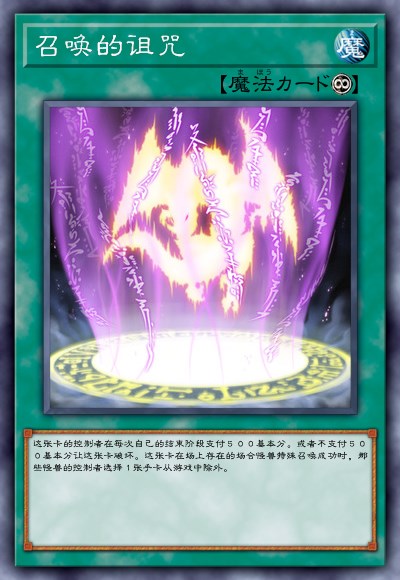 召唤的诅咒
魔
【魔法カード】
まほう
这张卡的控制者在每次自己的结束阶段支付５００基本分。或者不支付５０
０基本分让这张卡破坏。这张卡在场上存在的场合怪兽特殊召唤成功时，那
些怪兽的控制者选择１张手卡从游戏中除外。